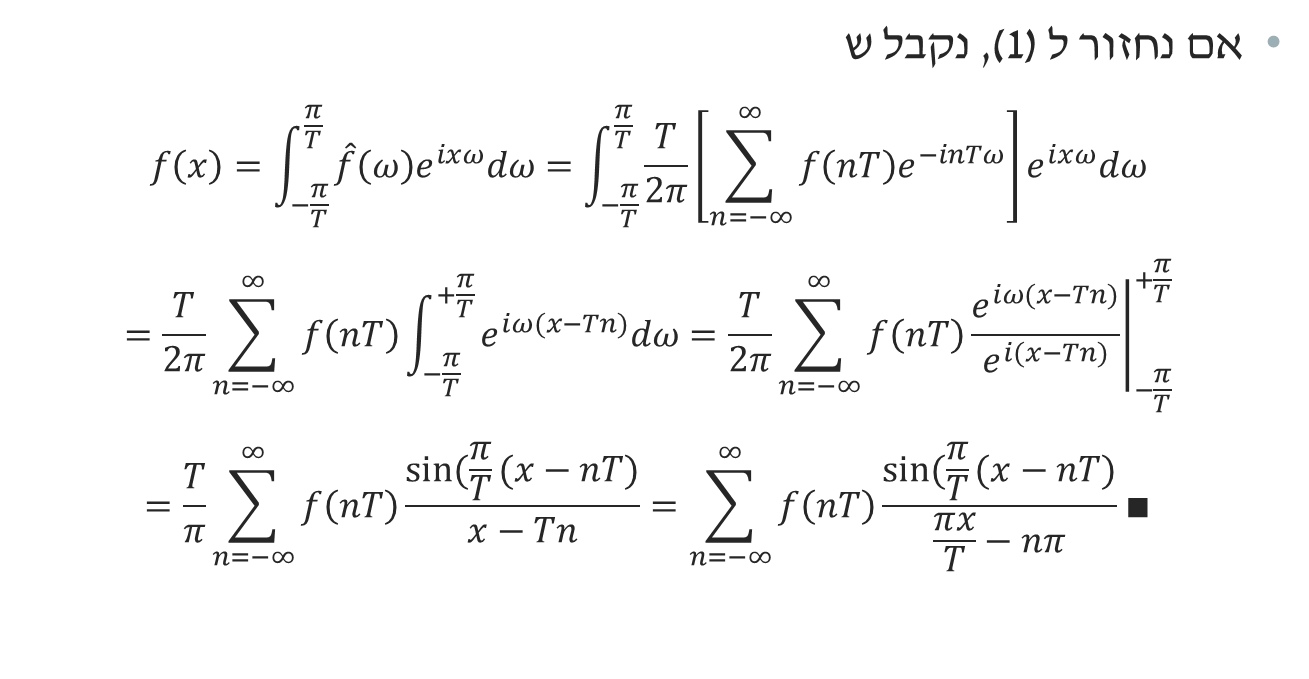 • אם נחזור ל (1), נקבל ש
f(x) = ∫_{-π/T}^{π/T} f̂(ω)e^{ixω}dω = ∫_{-π/T}^{π/T} T/2π [∑_{n=-∞}^{∞} f(nT)e^{-inTω}] e^{ixω}dω
= T/2π ∑_{n=-∞}^{∞} f(nT) ∫_{-π/T}^{+π/T} e^{iω(x-Tn)}dω = T/2π ∑_{n=-∞}^{∞} f(nT) e^{iω(x-Tn)}/e^{i(x-Tn)} |_{-π/T}^{+π/T}
= T/π ∑_{n=-∞}^{∞} f(nT) sin(π/T (x - nT)/(x - Tn) = ∑_{n=-∞}^{∞} f(nT) sin(π/T (x - nT)/(πx/T - nπ) ■